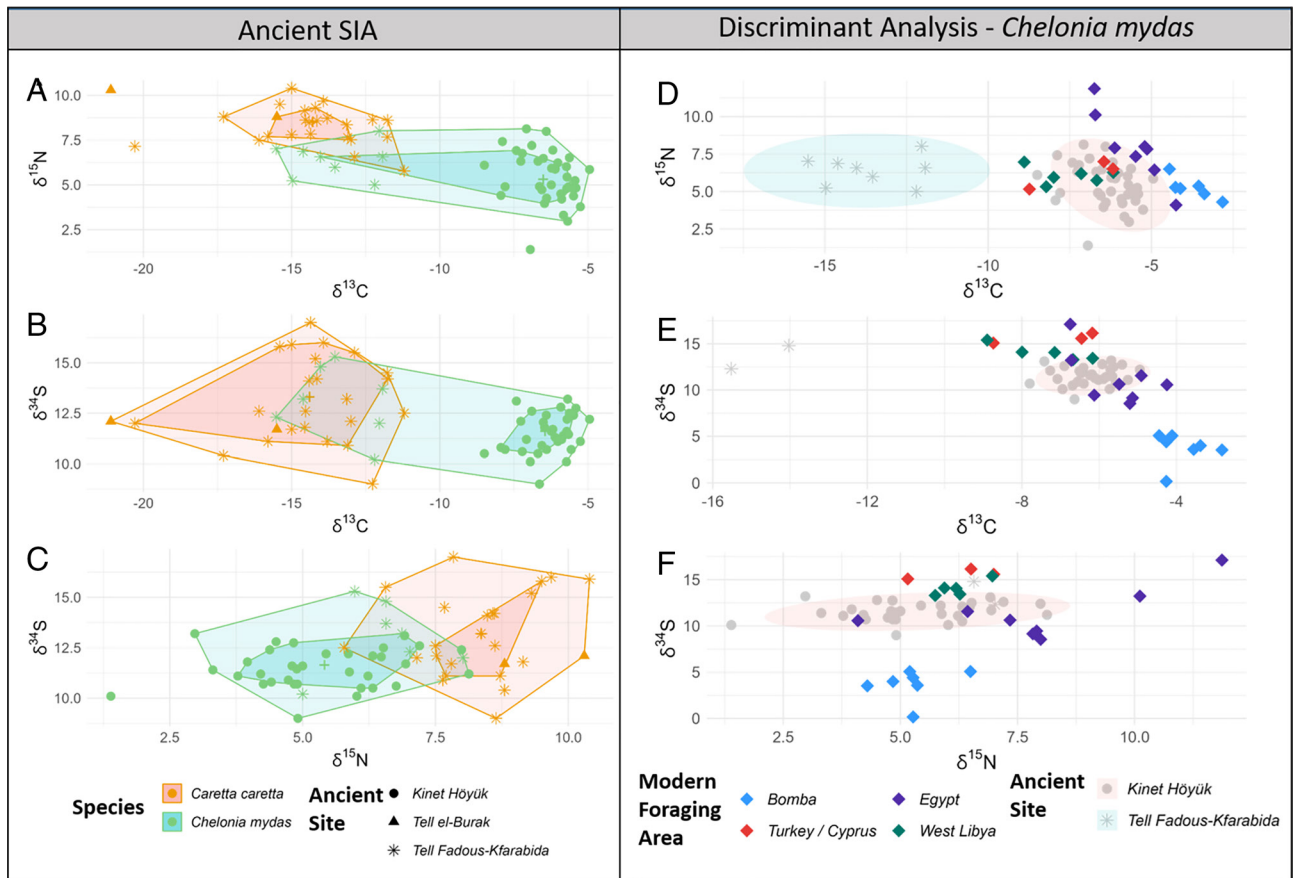 Ancient SIA
Discriminant Analysis - Chelonia mydas
A
10.0
7.5
5.0
2.5
δ15N
-20
-15
-10
-5
δ13C
B
15.0
12.5
10.0
δ34S
-20
-15
-10
-5
δ13C
C
15.0
12.5
10.0
δ34S
2.5
5.0
7.5
10.0
δ15N
Species
Caretta caretta
Chelonia mydas
Ancient Site
Kinet Höyük
Tell el-Burak
Tell Fadous-Kfarabida
D
10.0
7.5
5.0
2.5
δ15N
-15
-10
-5
δ13C
E
15
10
5
0
δ34S
-16
-12
-8
-4
δ13C
F
15
10
5
0
δ34S
2.5
5.0
7.5
10.0
δ15N
Modern
Foraging
Area
Bomba
Turkey / Cyprus
Egypt
West Libya
Ancient
Site
Kinet Höyük
Tell Fadous-Kfarabida